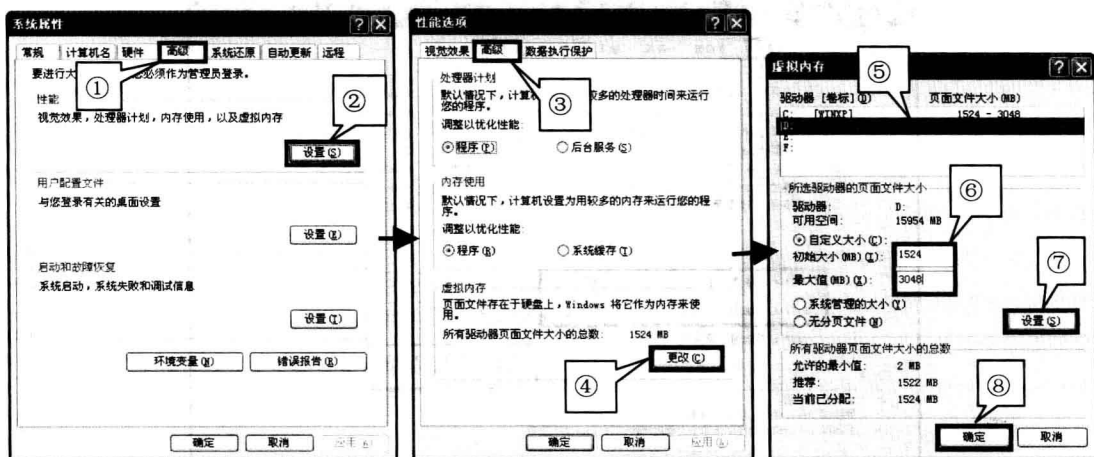 系统属性
常规 计算机名 硬件 高级 系统还原 自动更新 远程
①
要进行大
必须作为管理员登录。
性能
②
视觉效果，处理器计划，内存使用，以及虚拟内存
设置(S)
用户配置文件
与您登录有关的桌面设置
设置(E)
启动和故障恢复
系统启动，系统失败和调试信息
设置(T)
环境变量(N) 错误报告(R)
确定 取消 应用(A)
性能选项
视觉效果 高级 数据执行保护
③
处理器计划
默认情况下，计算机
较多的处理器时间来运行
您的程序。
调整以优化性能:
程序(P) 后台服务(S)
内存使用
默认情况下，计算机设置为用较多的内存来运行您的程
序。
调整以优化性能:
程序(R) 系统缓存(T)
虚拟内存
页面文件存在于硬盘上，Windows 将它作为内存来使
用。
所有驱动器页面文件大小的总数: 1524 MB
更改(C)
④
确定 取消 应用(A)
虚拟内存
⑤
驱动器 [卷标](D) 页面文件大小(MB)
C: [WINXP] 1524 - 3048
D:
E:
F:
所选驱动器的页面文件大小
⑥
驱动器: D:
可用空间: 15954 MB
自定义大小(C):
初始大小(MB)(I): 1524
最大值(MB)(X): 3048
⑦
系统管理的大小(Y)
无分页文件(N) 设置(S)
所有驱动器页面文件大小的总数
允许的最小值: 2 MB
推荐: 1522 MB
当前已分配: 1524 MB
⑧
确定 取消